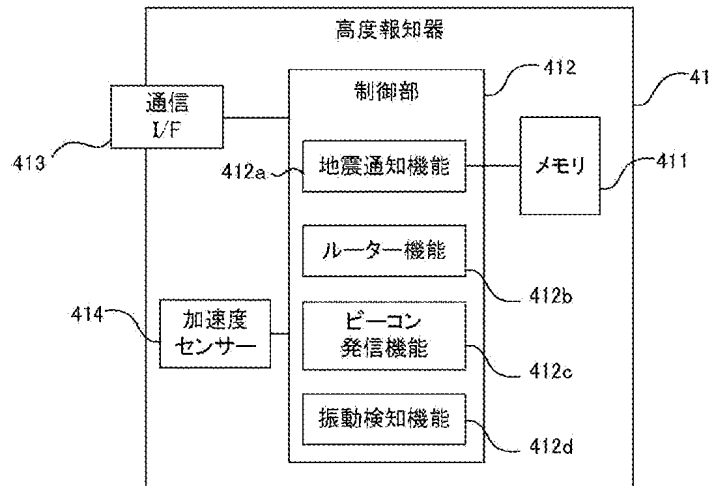 高度報知器
412
41
制御部
通信
I/F
413
412a
地震通知機能
メモリ
411
ルーター機能
412b
414
加速度
センサー
ビーコン
発信機能
412c
振動検知機能
412d